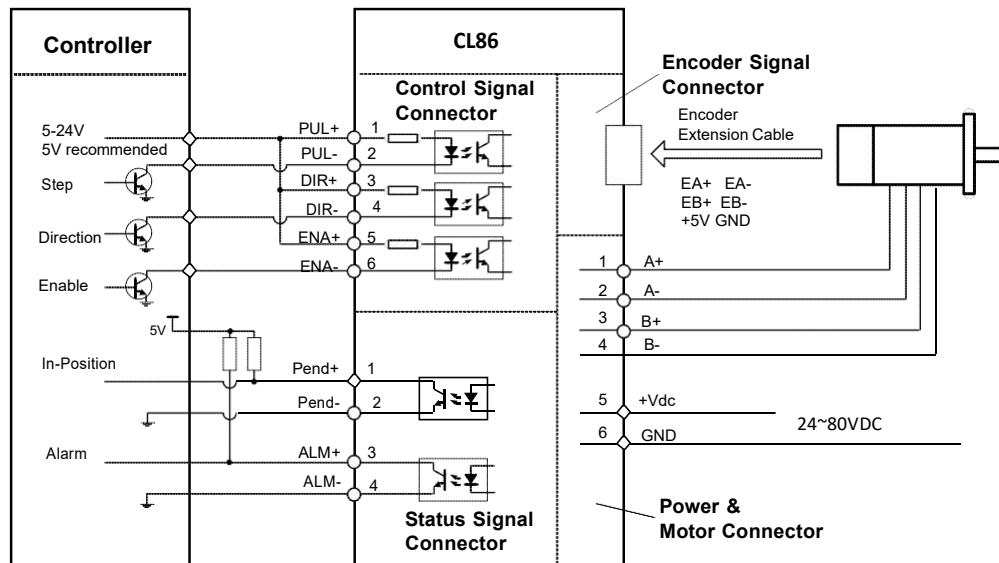 Controller
5-24V
5V recommended
Step
Direction
Enable
5V
In-Position
Alarm
CL86
Control Signal
Connector
PUL+ 1
PUL- 2
DIR+ 3
DIR- 4
ENA+ 5
ENA- 6
Pend+ 1
Pend- 2
ALM+ 3
ALM- 4
Status Signal
Connector
Encoder Signal
Connector
Encoder
Extension Cable
EA+ EA-
EB+ EB-
+5V GND
1 A+
2 A-
3 B+
4 B-
5 +Vdc
6 GND
24~80VDC
Power &
Motor Connector